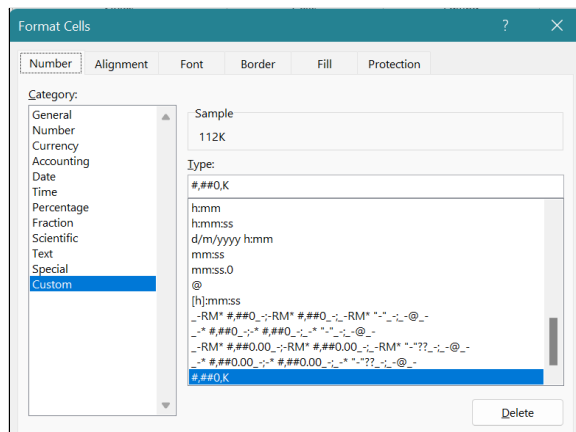 Format Cells ? ×
Number Alignment Font Border Fill Protection
Category:
General
Number
Currency
Accounting
Date
Time
Percentage
Fraction
Scientific
Text
Special
Custom
Sample
112K
Type:
#,##0,K
h:mm
h:mm:ss
d/m/yyyy h:mm
mm:ss
mm:ss.0
@
[h]:mm:ss
_-RM* #,##0_-;-RM* #,##0_-;_-RM* "-"_-;_-@_-
_-* #,##0_-;-* #,##0_-;_-* "-"_-;_-@_-
_-RM* #,##0.00_-;-RM* #,##0.00_-;_-RM* "-"??_-;_-@_-
_-* #,##0.00_-;-* #,##0.00_-;_-* "-"??_-;_-@_-
#,##0,K
Delete